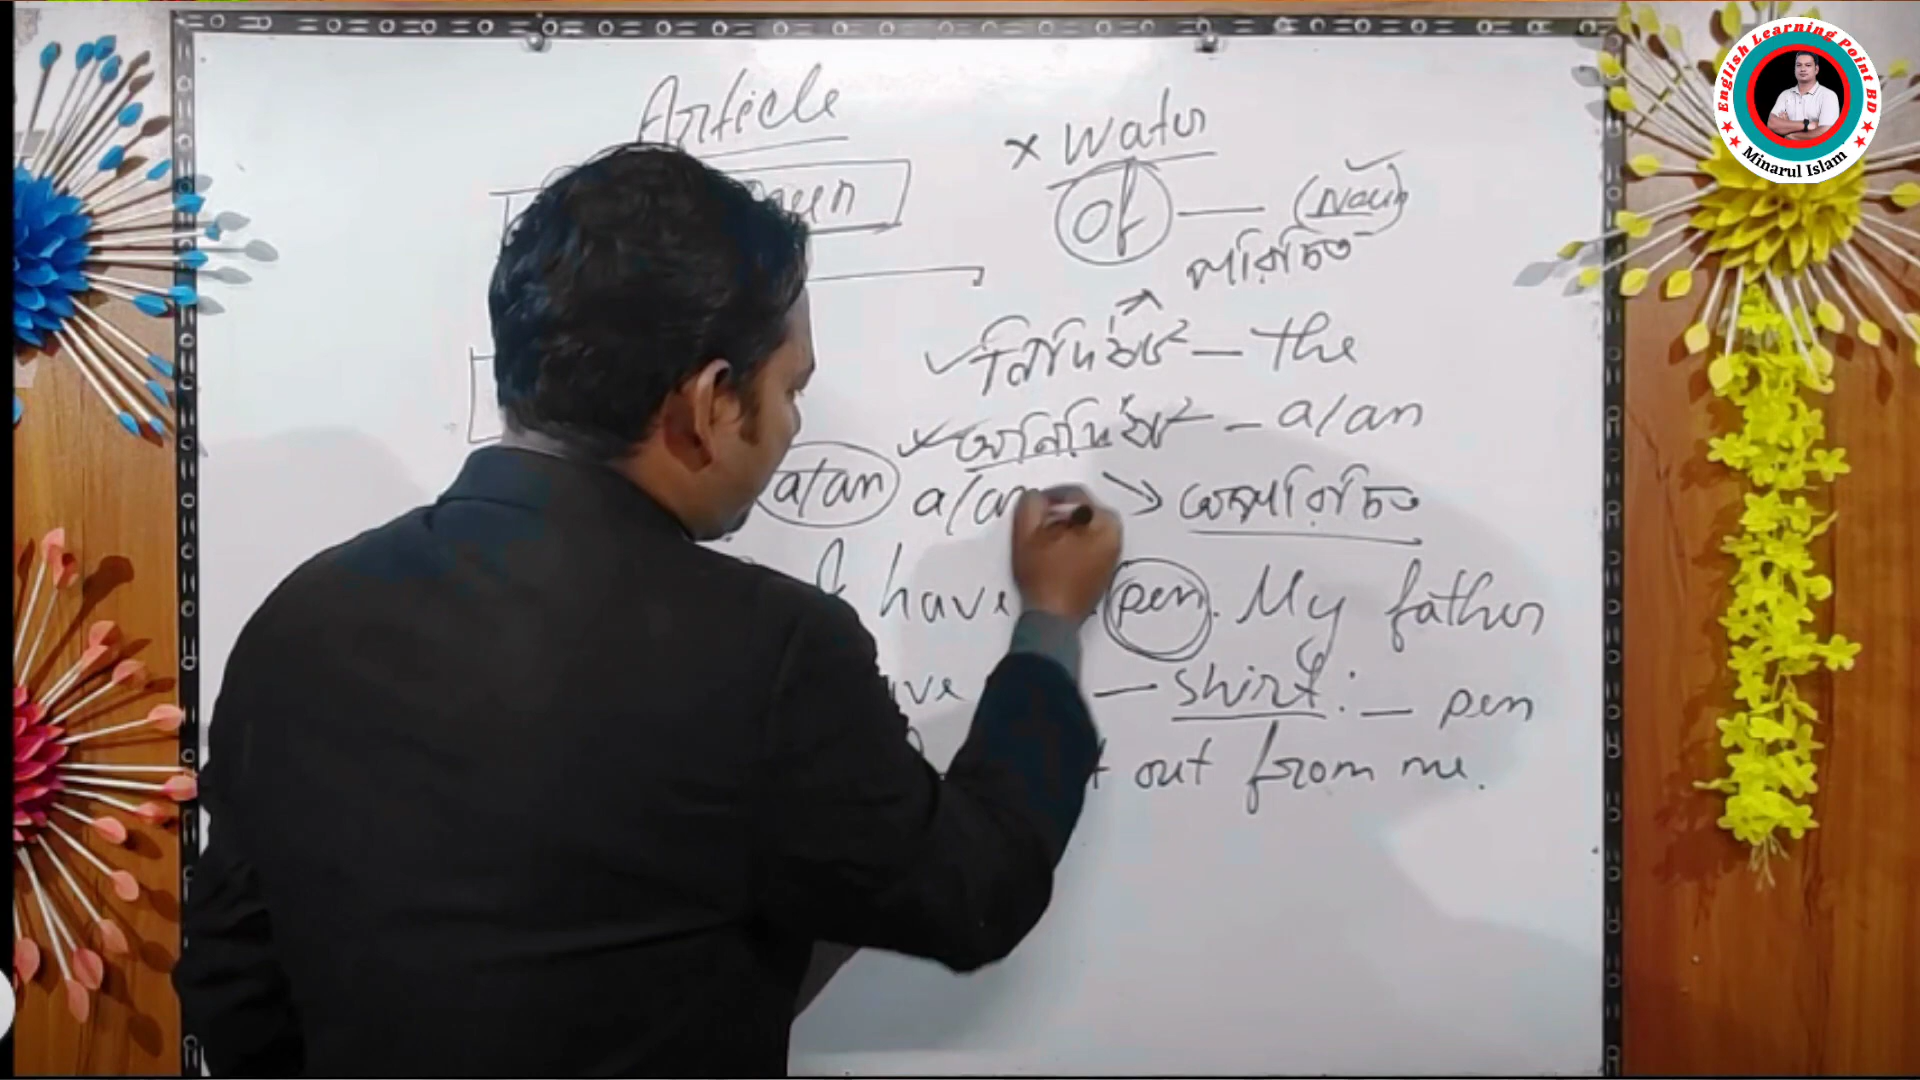 Article
× Water
Of — (Noun)
পরিচিত
নির্দিষ্ট — the
অনির্দিষ্ট — a/an
a/an a/an → অপরিচিত
I have pen. My father
— shirt. — pen
out from me.
English Learning Point BD
Minarul Islam